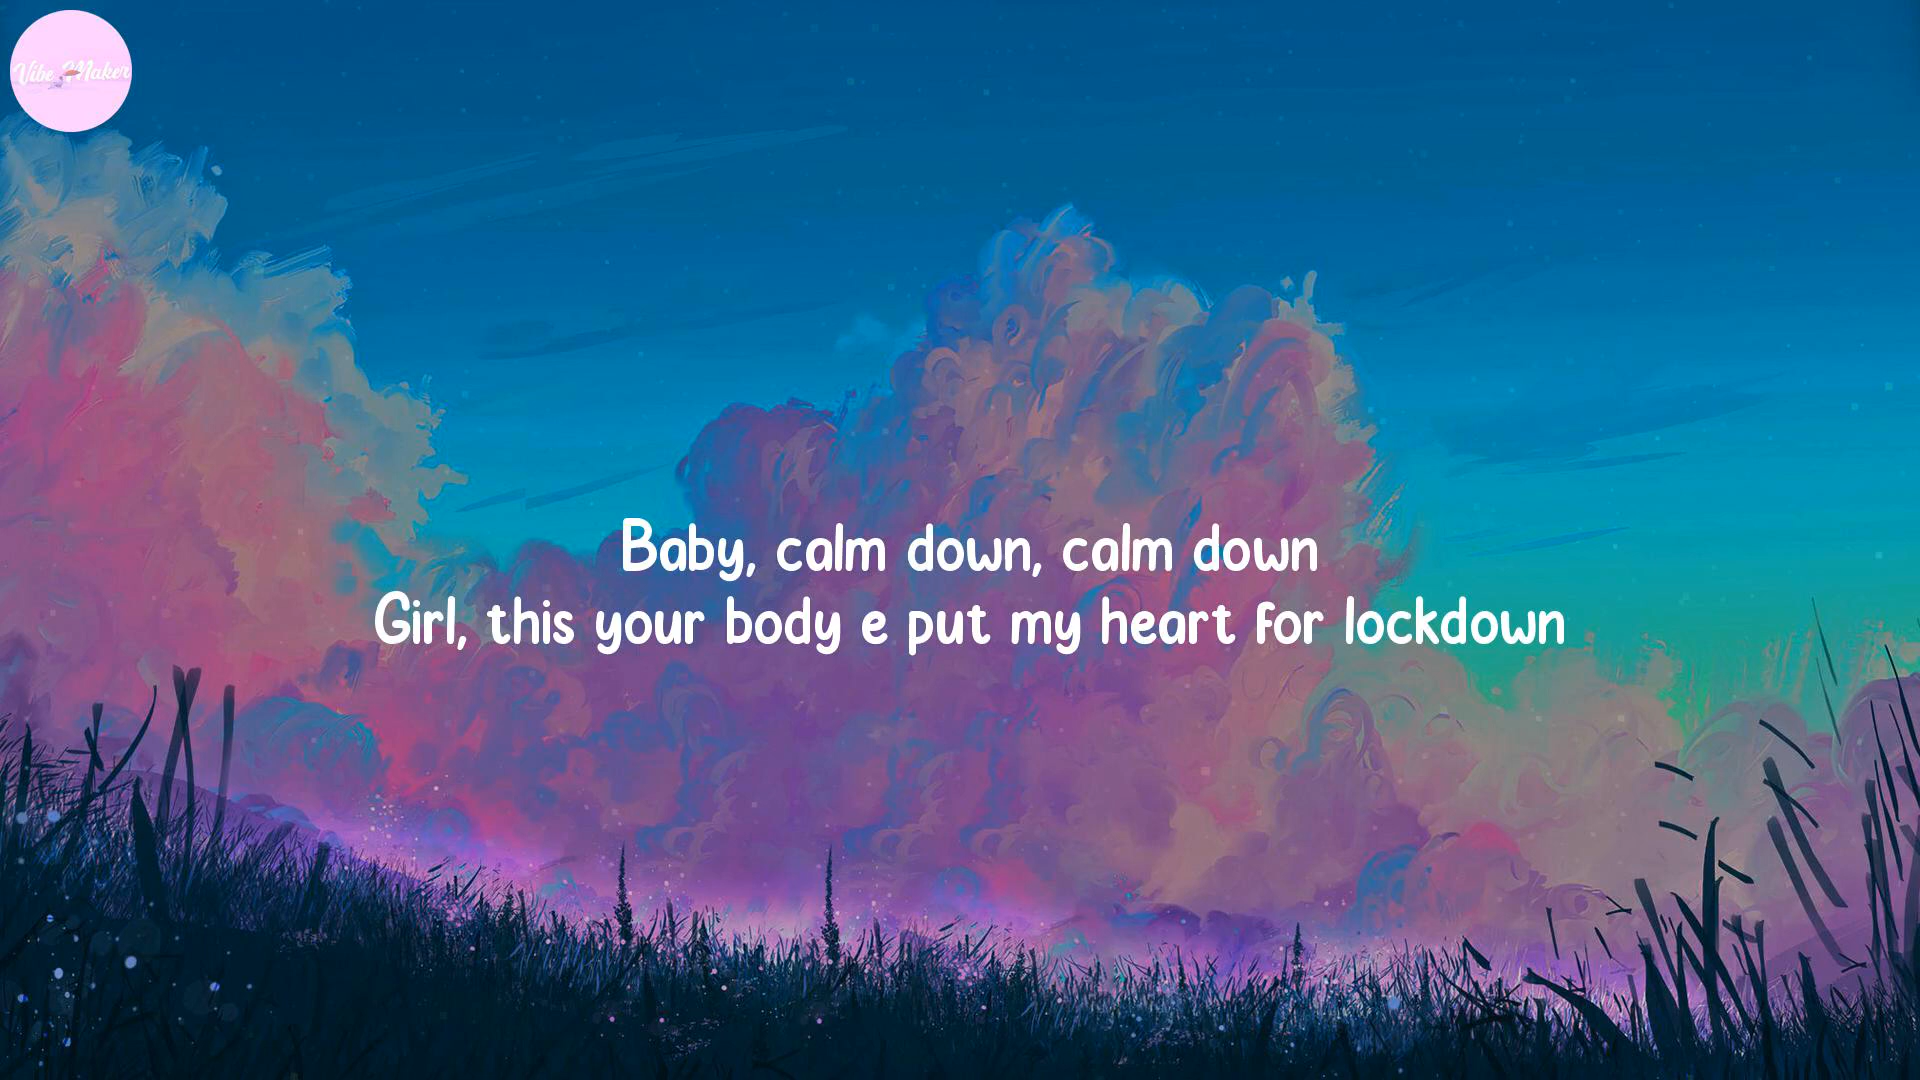 Vibe Maker
Baby, calm down, calm down
Girl, this your body e put my heart for lockdown